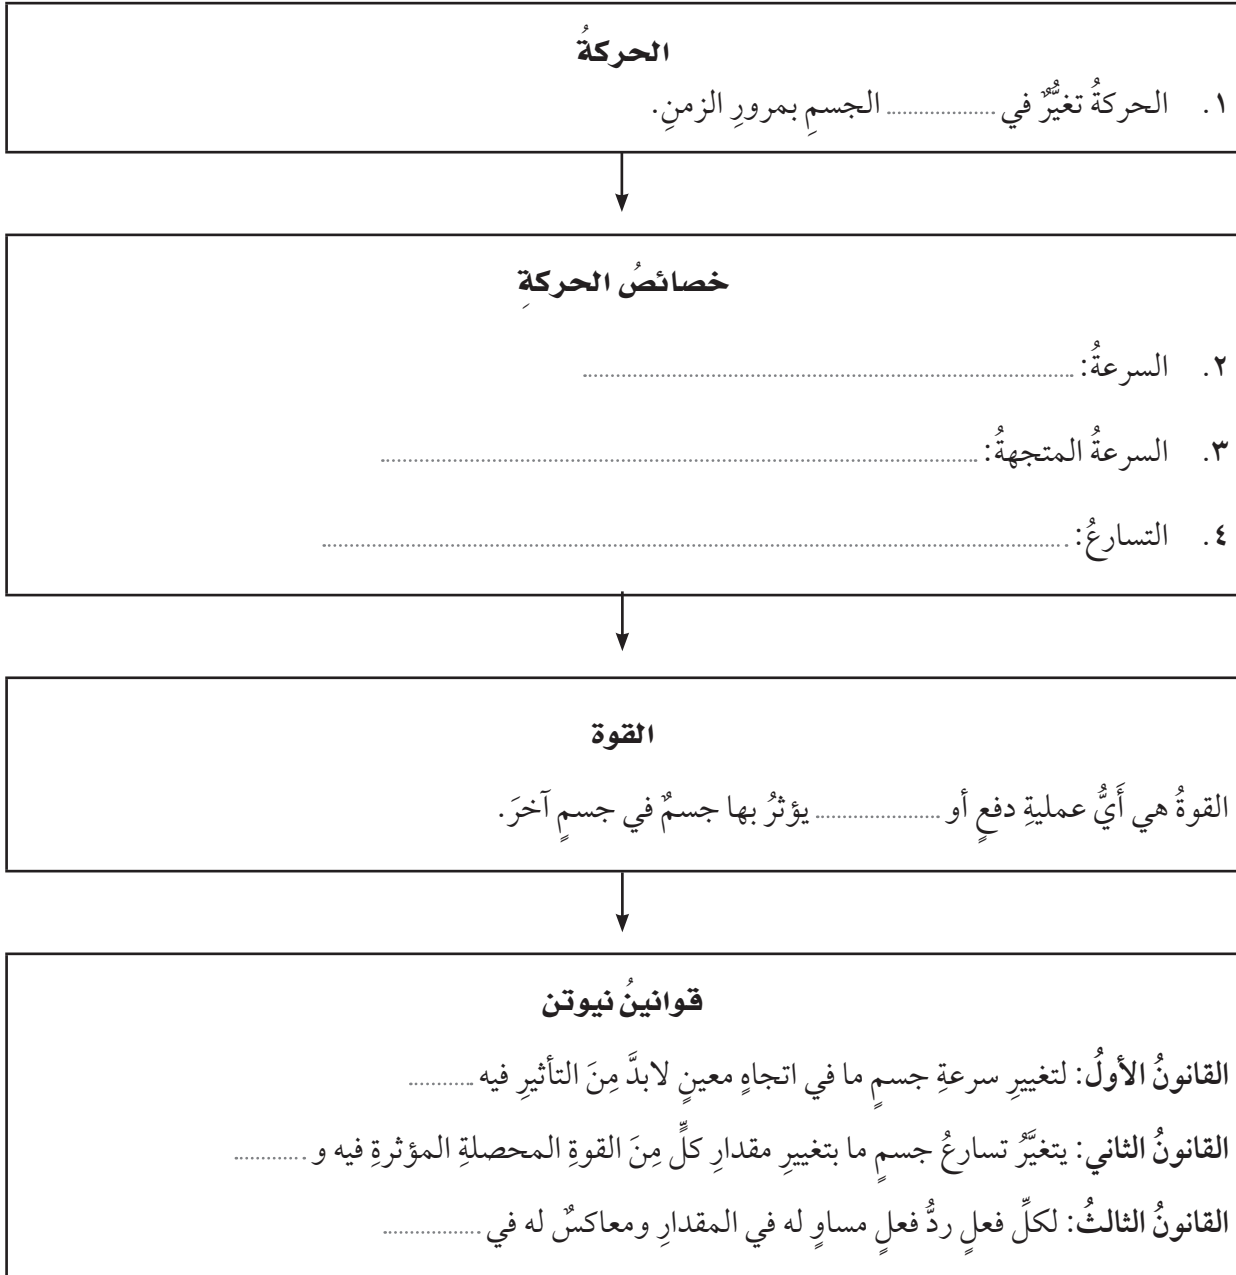 الحركةُ
١. الحركةُ تغيُّرٌ في ........ الجسمِ بمرورِ الزمنِ.
خصائصُ الحركةِ
٢. السرعةُ: ........
٣. السرعةُ المتجهةُ: ........
٤. التسارعُ: ........
القوة
القوةُ هي أَيُّ عمليةِ دفعٍ أو ........ يؤثرُ بها جسمٌ في جسمٍ آخرَ.
قوانينُ نيوتن
القانونُ الأولُ: لتغييرِ سرعةِ جسمٍ ما في اتجاهٍ معينٍ لابدَّ مِنَ التأثيرِ فيه ........
القانونُ الثاني: يتغيَّرُ تسارعُ جسمٍ ما بتغييرِ مقدارِ كلٍّ مِنَ القوةِ المحصلةِ المؤثرةِ فيه و ........
القانونُ الثالثُ: لكلِّ فعلٍ ردُّ فعلٍ مساوٍ له في المقدارِ ومعاكسٌ له في ........